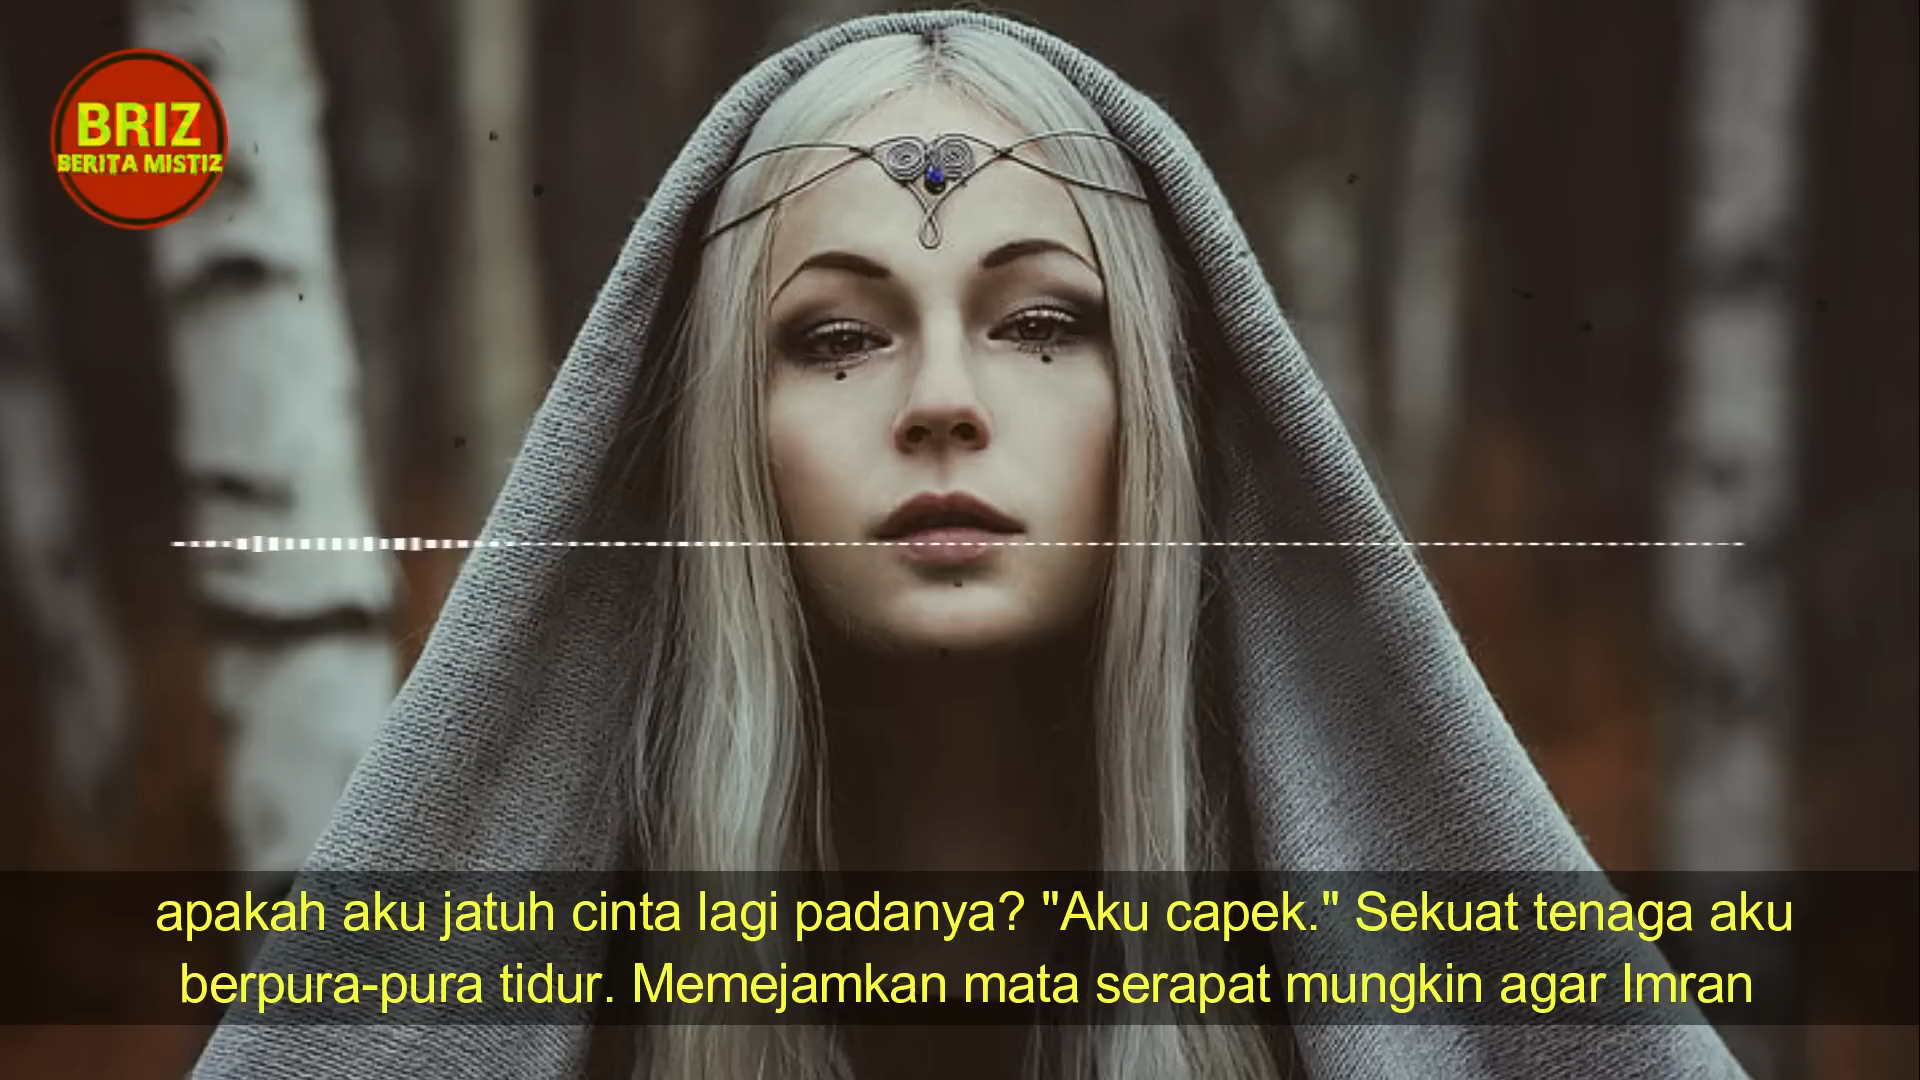 BRIZ
BERITA MISTIZ
apakah aku jatuh cinta lagi padanya? "Aku capek." Sekuat tenaga aku
berpura-pura tidur. Memejamkan mata serapat mungkin agar Imran